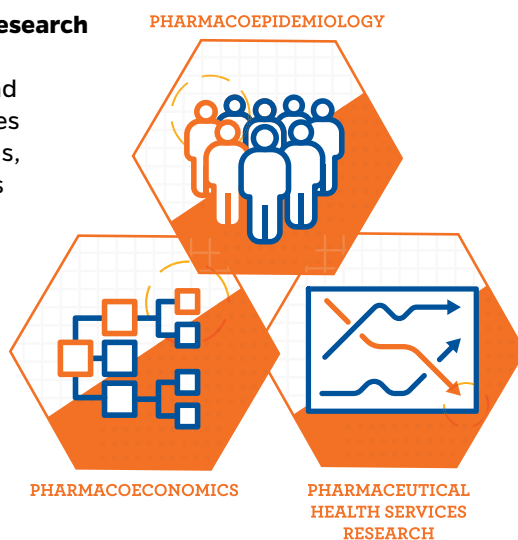 esearch
PHARMACOEPIDEMIOLOGY
d
es
s,
s
PHARMACOECONOMICS
PHARMACEUTICAL
HEALTH SERVICES
RESEARCH